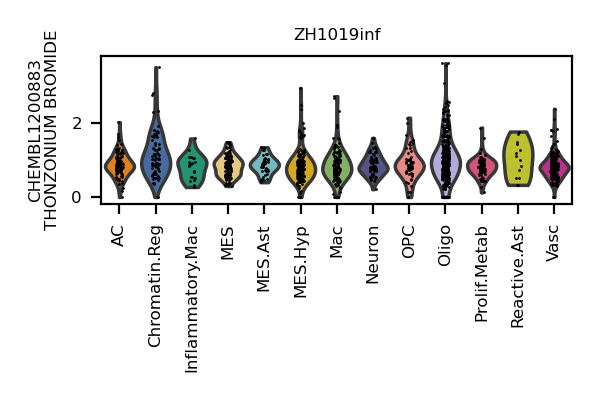 ZH1019inf
CHEMBL1200883
THONZONIUM BROMIDE
2
0
AC
Chromatin.Reg
Inflammatory.Mac
MES
MES.Ast
MES.Hyp
Mac
Neuron
OPC
Oligo
Prolif.Metab
Reactive.Ast
Vasc